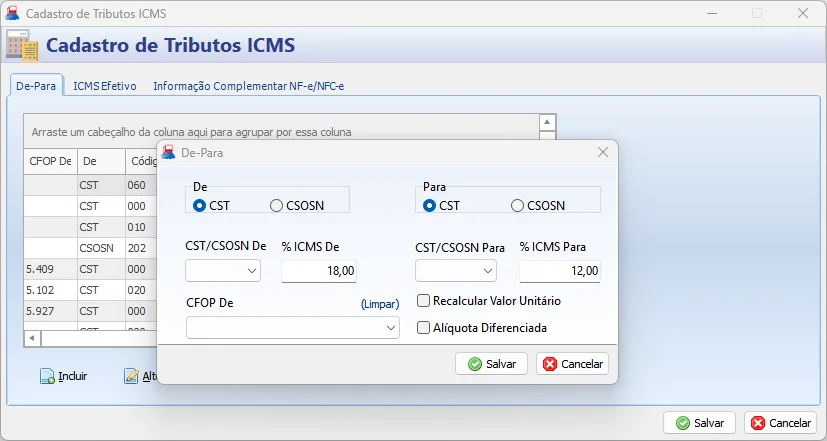 Cadastro de Tributos ICMS
Cadastro de Tributos ICMS
De-Para ICMS Efetivo Informação Complementar NF-e/NFC-e
Arraste um cabeçalho da coluna aqui para agrupar por essa coluna
CFOP De De Códig
CST 060
CST 000
CST 010
CSOSN 202
5.409 CST 000
5.102 CST 020
5.927 CST 000
Incluir
De-Para
De Para
CST CSOSN CST CSOSN
CST/CSOSN De % ICMS De CST/CSOSN Para % ICMS Para
18,00 12,00
CFOP De (Limpar) Recalcular Valor Unitário
Alíquota Diferenciada
Salvar Cancelar
Salvar Cancelar